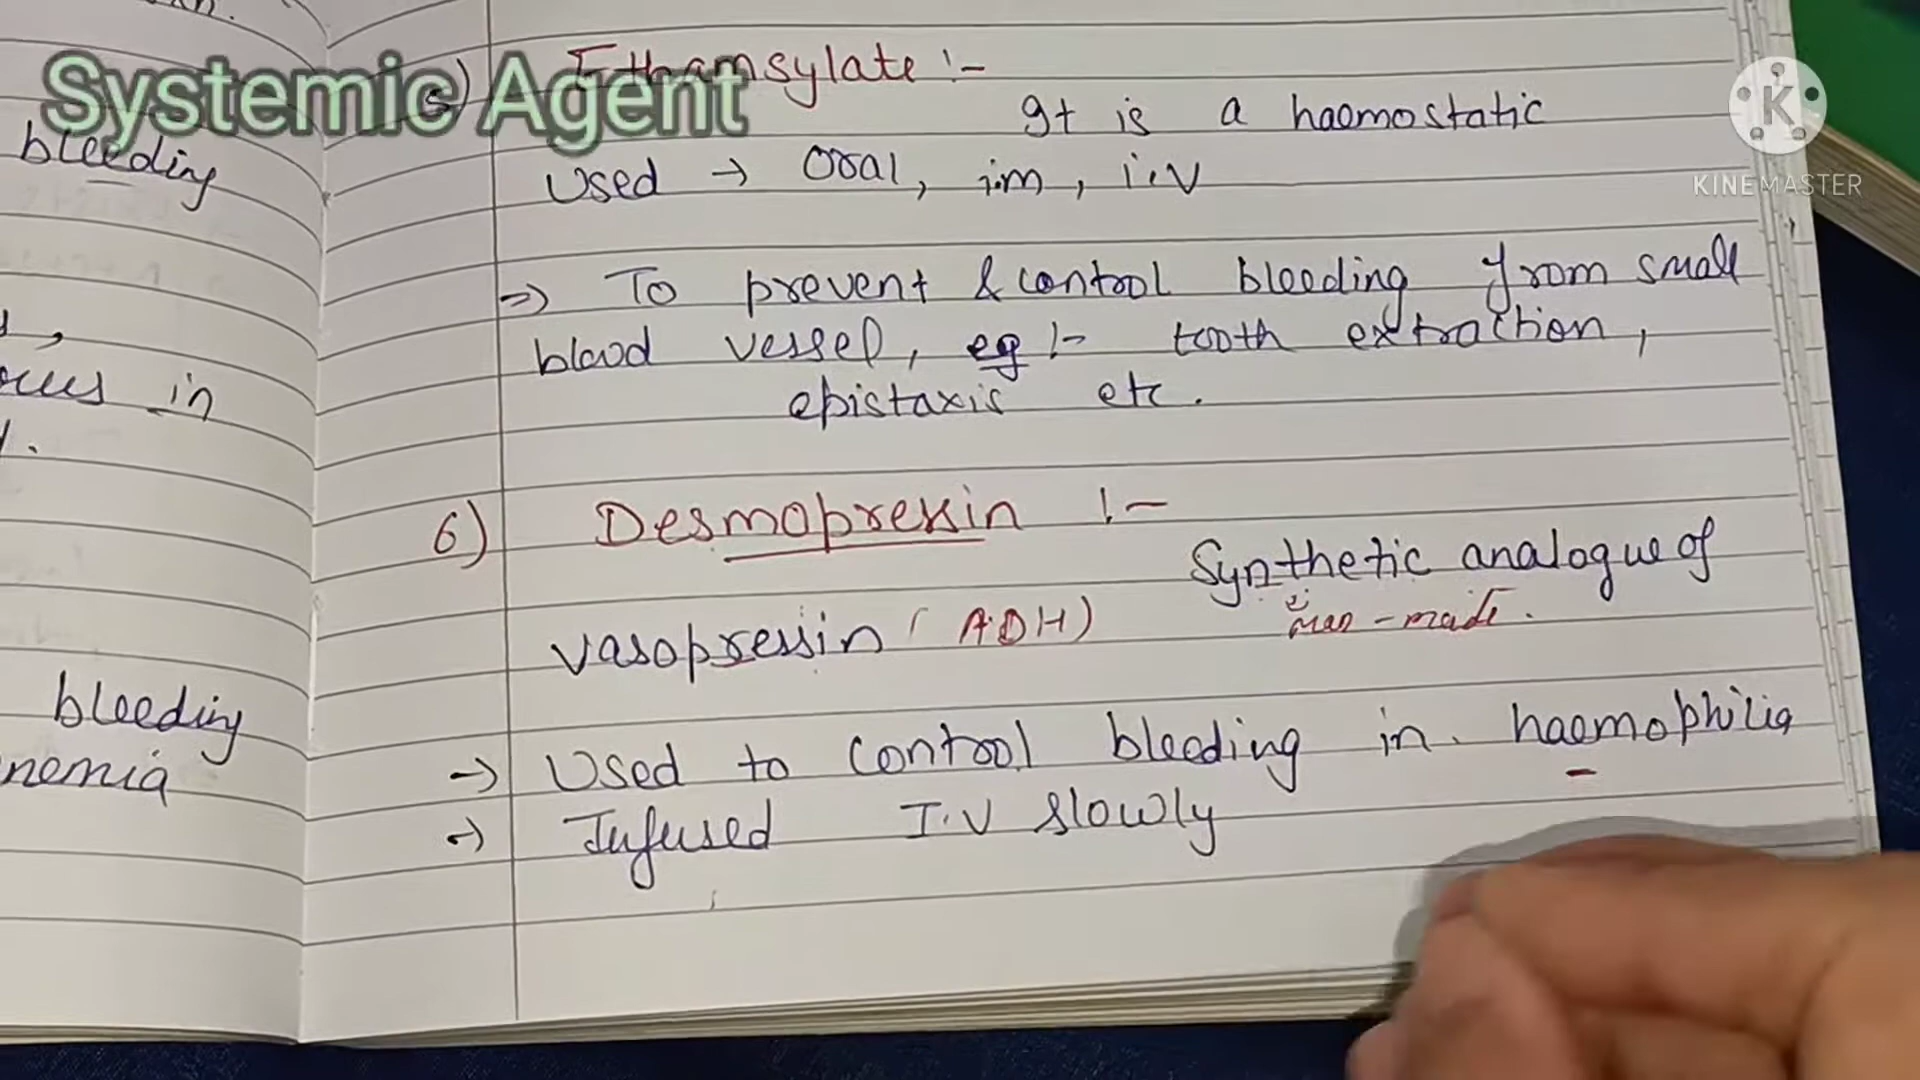 Systemic Agent
bleeding
in
bleeding
5) Ethamsylate :-
It is a haemostatic
Used → Oral, i.m, i.v
⇒ To prevent & control bleeding from small
blood vessel, eg :- tooth extraction,
epistaxis etc.
6) Desmopressin :-
Synthetic analogue of
man-made.
vasopressin (ADH)
→ Used to control bleeding in haemophilia
→ Infused I.V slowly
K
KINEMASTER